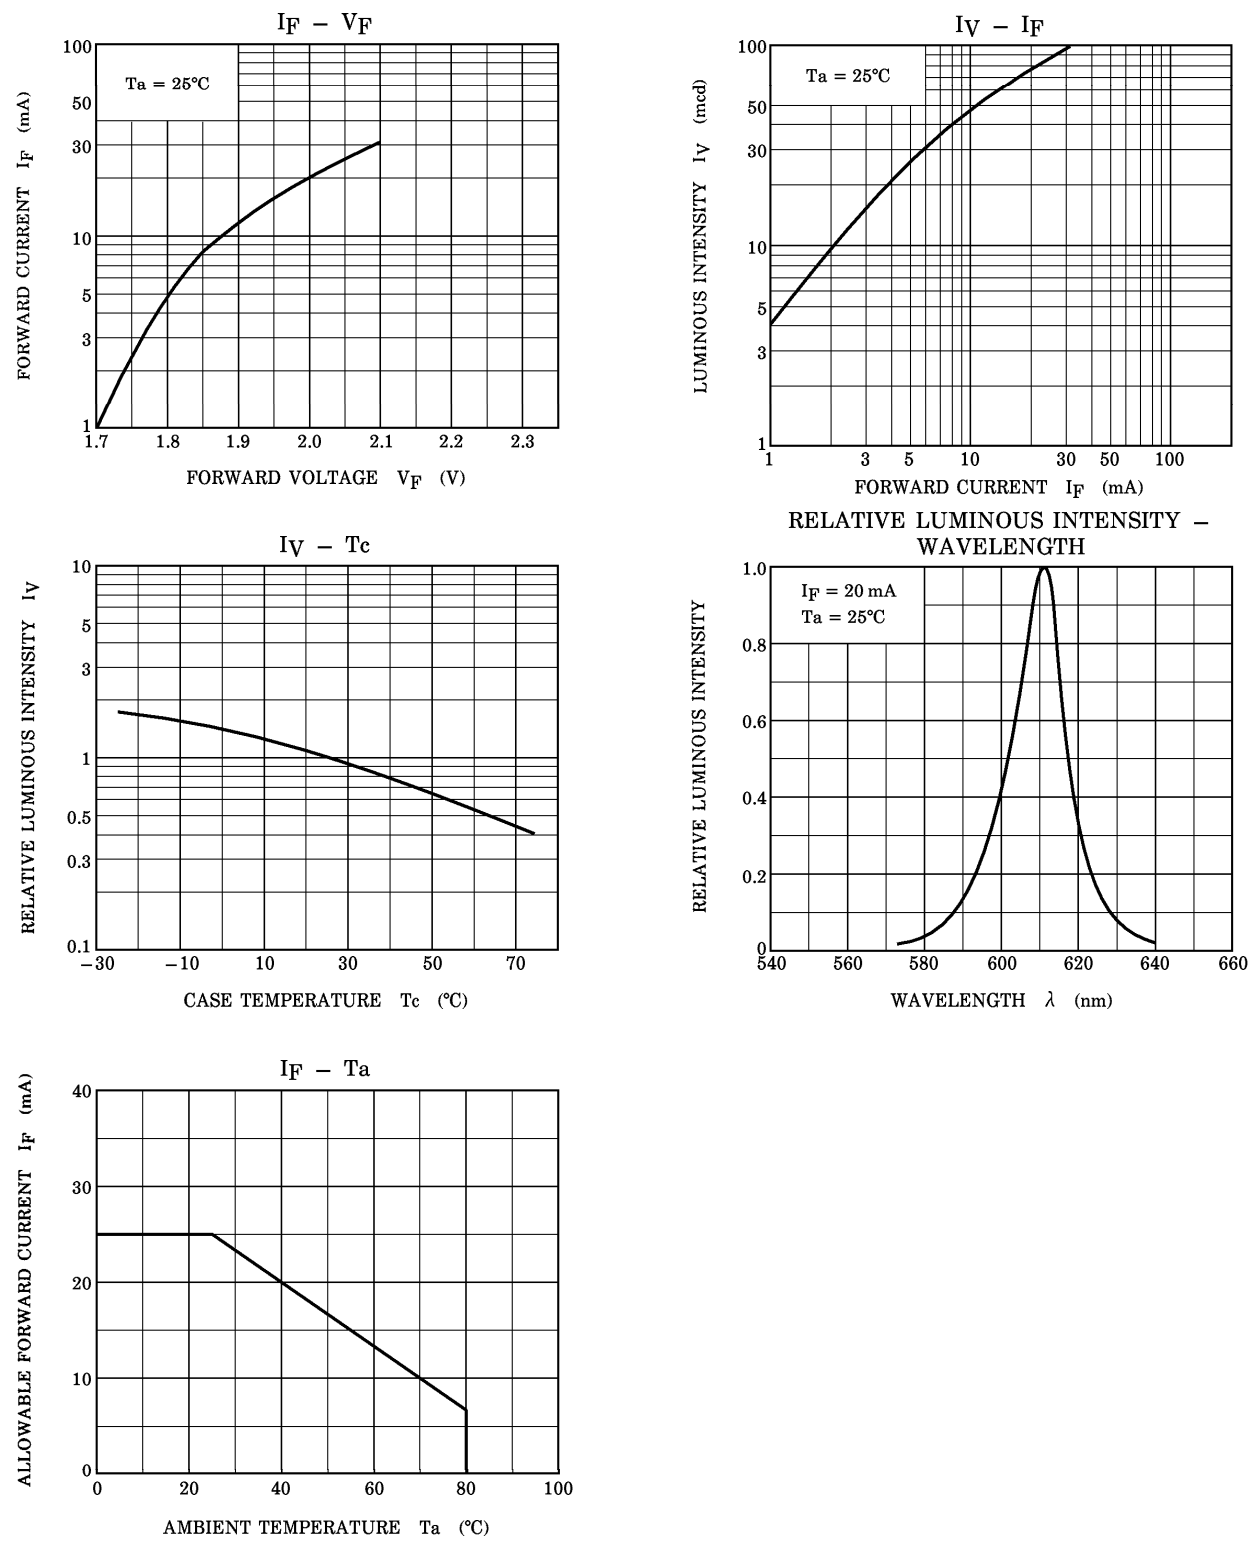 IF – VF
100
50
30
10
5
3
1
Ta = 25°C
1.7 1.8 1.9 2.0 2.1 2.2 2.3
FORWARD CURRENT IF (mA)
FORWARD VOLTAGE VF (V)
IV – IF
100
50
30
10
5
3
1
Ta = 25°C
1 3 5 10 30 50 100
LUMINOUS INTENSITY IV (mcd)
FORWARD CURRENT IF (mA)
IV – Tc
10
5
3
1
0.5
0.3
0.1
−30 −10 10 30 50 70
RELATIVE LUMINOUS INTENSITY IV
CASE TEMPERATURE Tc (°C)
RELATIVE LUMINOUS INTENSITY –
WAVELENGTH
1.0
0.8
0.6
0.4
0.2
0
IF = 20 mA
Ta = 25°C
540 560 580 600 620 640 660
RELATIVE LUMINOUS INTENSITY
WAVELENGTH λ (nm)
IF – Ta
40
30
20
10
0
0 20 40 60 80 100
ALLOWABLE FORWARD CURRENT IF (mA)
AMBIENT TEMPERATURE Ta (°C)